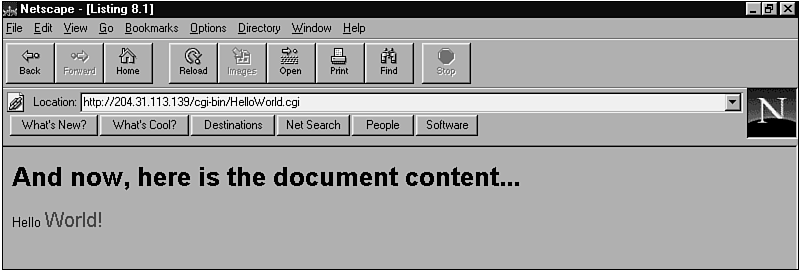 Netscape - [Listing 8.1]
File Edit View Go Bookmarks Options Directory Window Help
Back Forward Home Reload Images Open Print Find Stop
Location: http://204.31.113.139/cgi-bin/HelloWorld.cgi
N
What's New? What's Cool? Destinations Net Search People Software
And now, here is the document content...
Hello World!